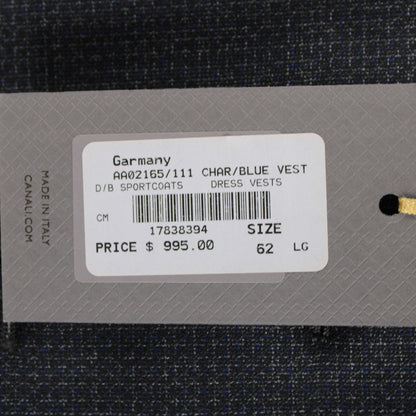 MADE IN ITALY
CANALI.COM
Garmany
AA02165/111 CHAR/BLUE VEST
D/B SPORTCOATS DRESS VESTS
CM
17838394 SIZE
PRICE $ 995.00 62 LG